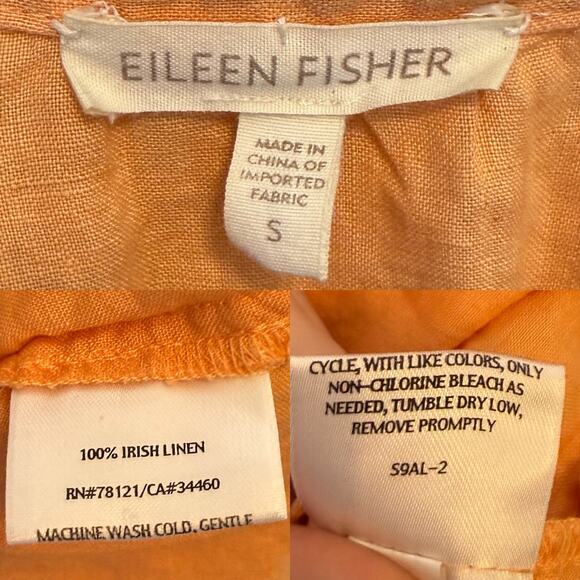 EILEEN FISHER
MADE IN
CHINA OF
IMPORTED
FABRIC
S
100% IRISH LINEN
RN#78121/CA#34460
MACHINE WASH COLD, GENTLE
CYCLE, WITH LIKE COLORS, ONLY
NON-CHLORINE BLEACH AS
NEEDED, TUMBLE DRY LOW,
REMOVE PROMPTLY
S9AL-2